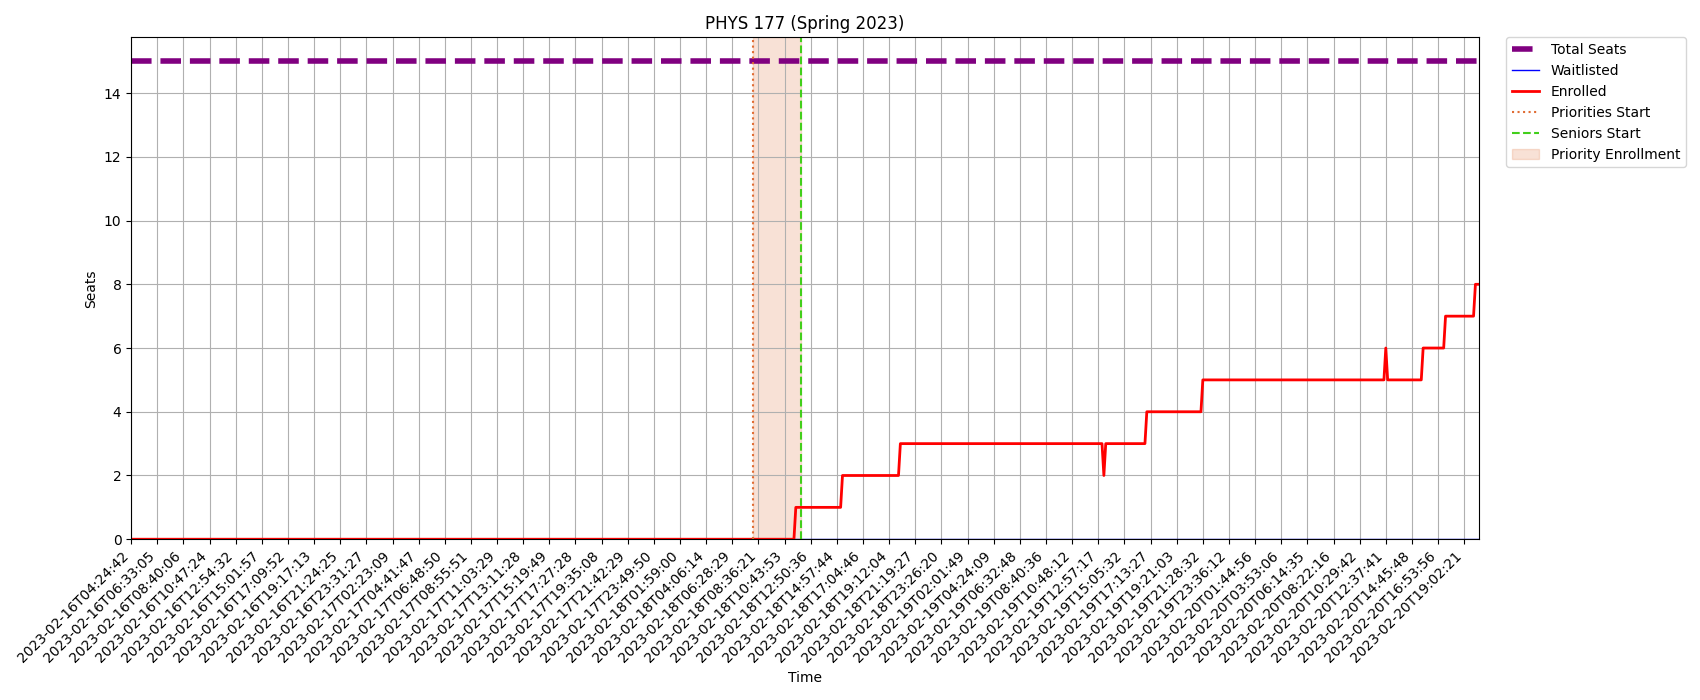 PHYS 177 (Spring 2023)
Total Seats
Waitlisted
Enrolled
Priorities Start
Seniors Start
Priority Enrollment
Seats
14
12
10
8
6
4
2
0
2023-02-16T04:24:42
2023-02-16T06:33:05
2023-02-16T08:40:06
2023-02-16T10:47:24
2023-02-16T12:54:32
2023-02-16T15:01:57
2023-02-16T17:09:52
2023-02-16T19:17:13
2023-02-16T21:24:25
2023-02-16T23:31:27
2023-02-17T02:23:09
2023-02-17T04:41:47
2023-02-17T06:48:50
2023-02-17T08:55:51
2023-02-17T11:03:29
2023-02-17T13:11:28
2023-02-17T15:19:49
2023-02-17T17:27:28
2023-02-17T19:35:08
2023-02-17T21:42:29
2023-02-17T23:49:50
2023-02-18T01:59:00
2023-02-18T04:06:14
2023-02-18T06:28:29
2023-02-18T08:36:21
2023-02-18T10:43:53
2023-02-18T12:50:36
2023-02-18T14:57:44
2023-02-18T17:04:46
2023-02-18T19:12:04
2023-02-18T21:19:27
2023-02-18T23:26:20
2023-02-19T02:01:49
2023-02-19T04:24:09
2023-02-19T06:32:48
2023-02-19T08:40:36
2023-02-19T10:48:12
2023-02-19T12:57:17
2023-02-19T15:05:32
2023-02-19T17:13:27
2023-02-19T19:21:03
2023-02-19T21:28:32
2023-02-19T23:36:12
2023-02-20T01:44:56
2023-02-20T03:53:06
2023-02-20T06:14:35
2023-02-20T08:22:16
2023-02-20T10:29:42
2023-02-20T12:37:41
2023-02-20T14:45:48
2023-02-20T16:53:56
2023-02-20T19:02:21
Time